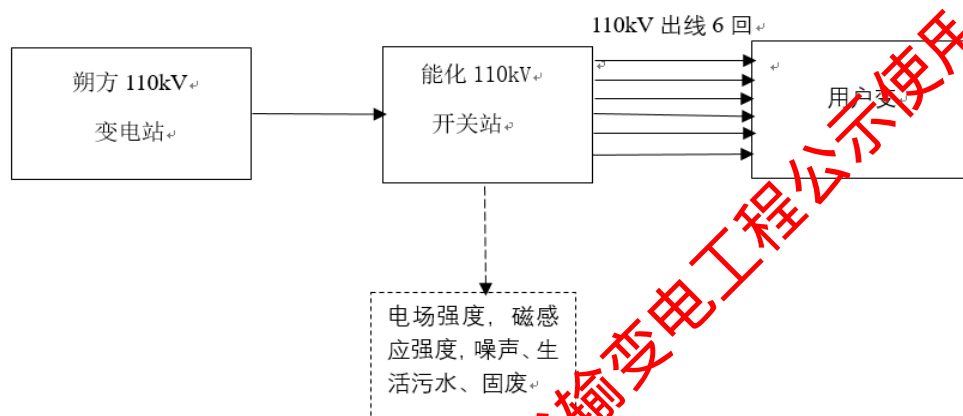 110kV 出线 6 回
朔方 110kV
变电站
能化 110kV
开关站
用户变
电场强度，磁感
应强度，噪声、生
活污水、固废
输变电工程公示使用